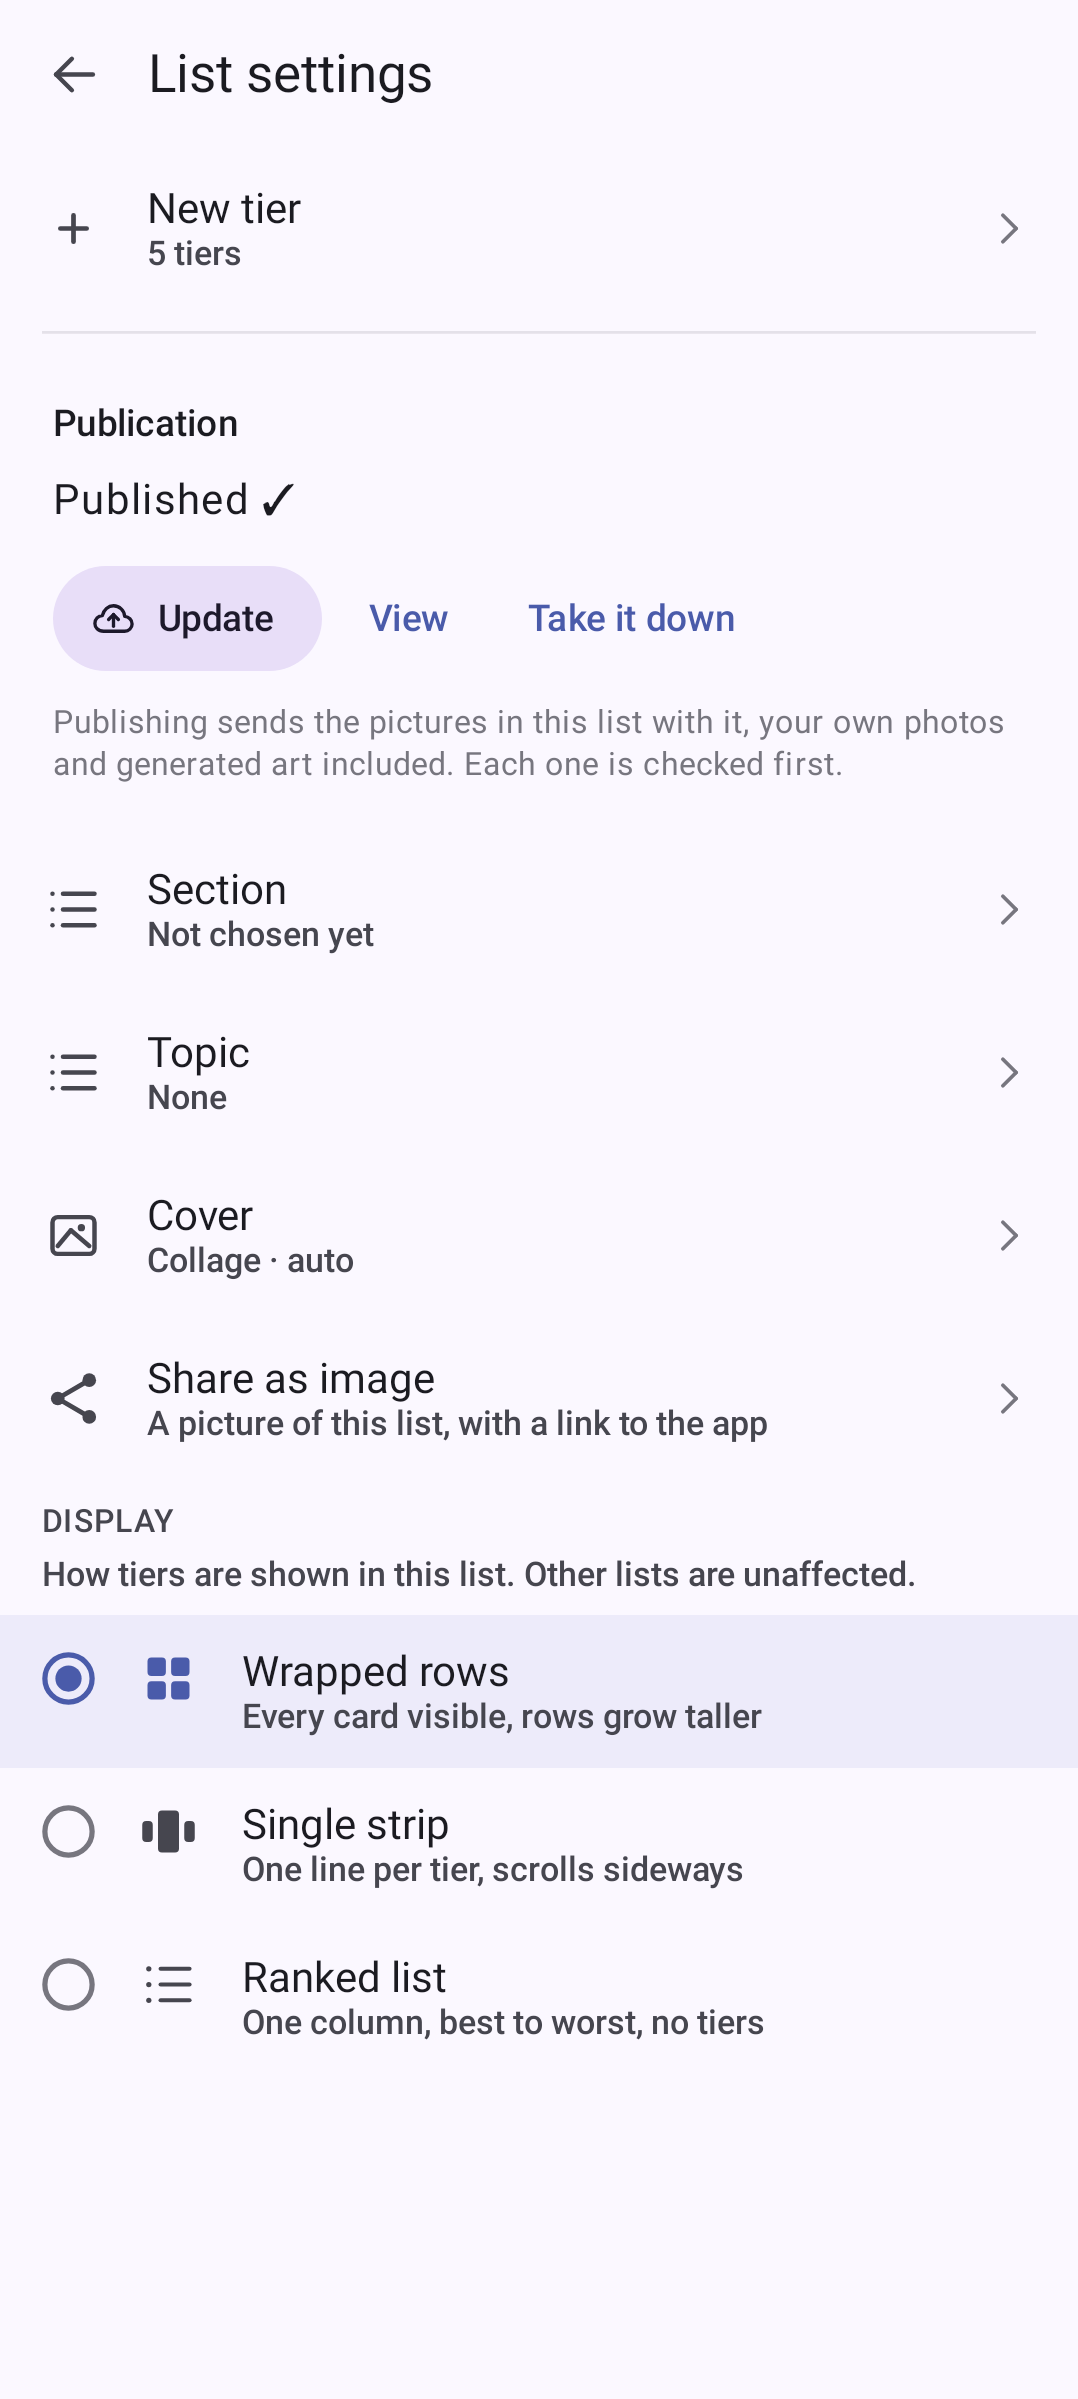 List settings
New tier
5 tiers
Publication
Published ✓
Update
View
Take it down
Publishing sends the pictures in this list with it, your own photos
and generated art included. Each one is checked first.
Section
Not chosen yet
Topic
None
Cover
Collage · auto
Share as image
A picture of this list, with a link to the app
DISPLAY
How tiers are shown in this list. Other lists are unaffected.
Wrapped rows
Every card visible, rows grow taller
Single strip
One line per tier, scrolls sideways
Ranked list
One column, best to worst, no tiers